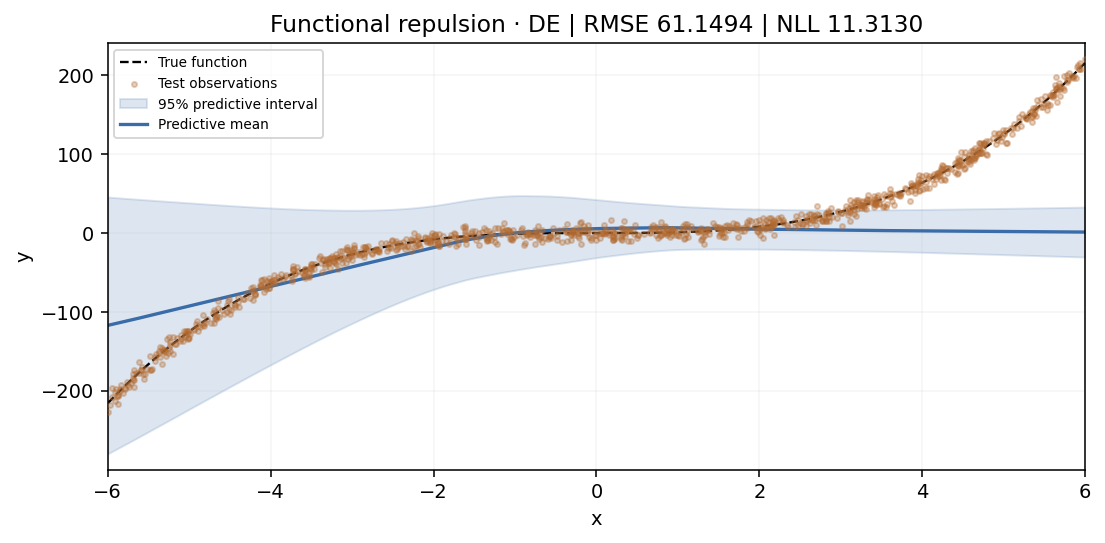 Functional repulsion · DE | RMSE 61.1494 | NLL 11.3130
True function
Test observations
95% predictive interval
Predictive mean
200
100
0
−100
−200
y
−6 −4 −2 0 2 4 6
x